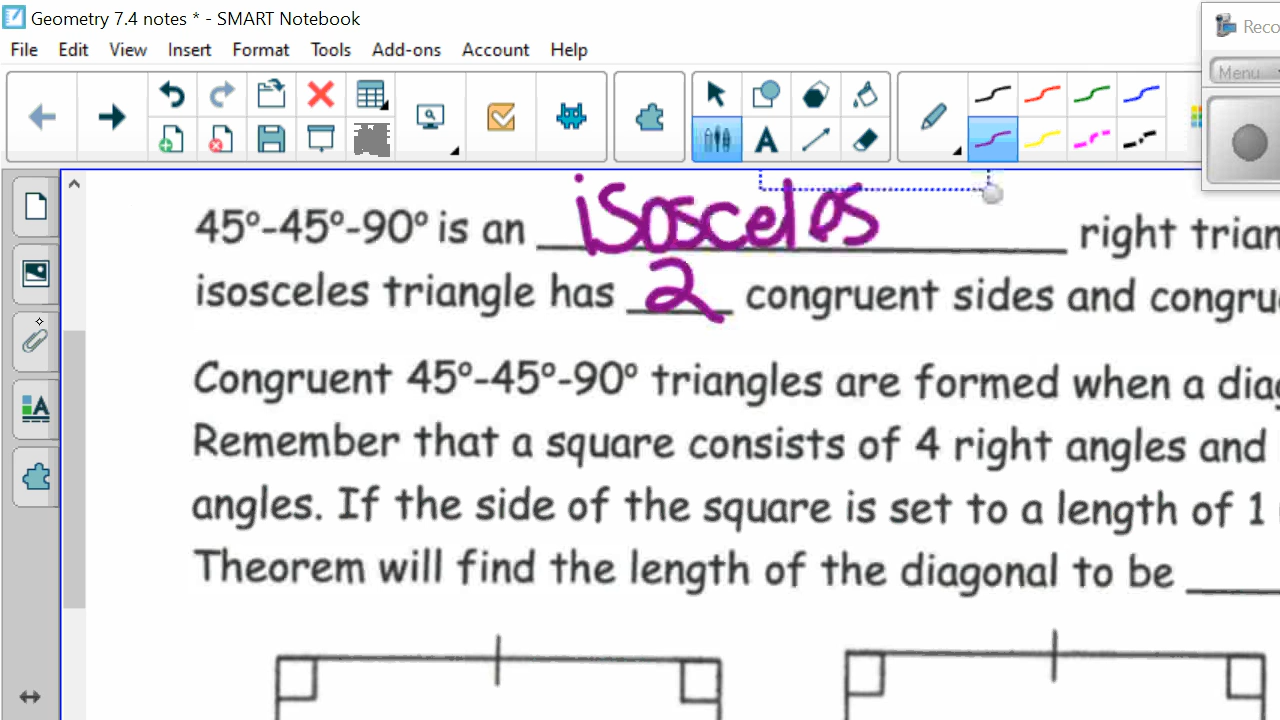 Geometry 7.4 notes * - SMART Notebook
File Edit View Insert Format Tools Add-ons Account Help
Reco
Menu
45°-45°-90° is an isosceles right trian
isosceles triangle has 2 congruent sides and congru
Congruent 45°-45°-90° triangles are formed when a diag
Remember that a square consists of 4 right angles and
angles. If the side of the square is set to a length of 1
Theorem will find the length of the diagonal to be